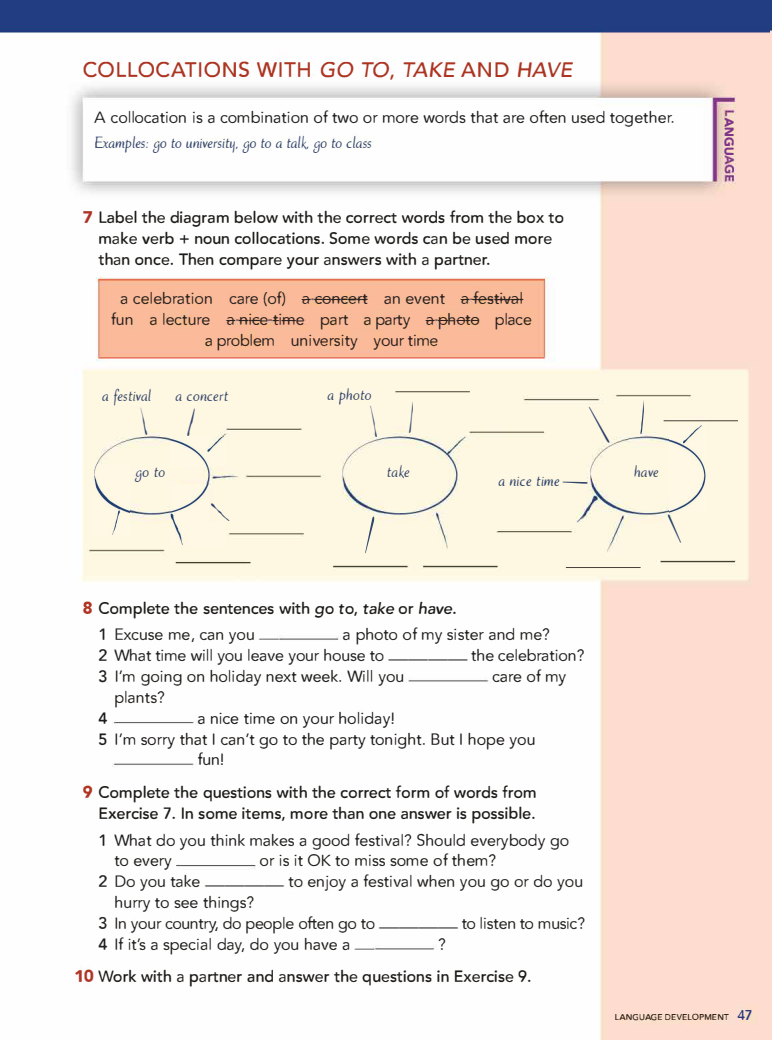 COLLOCATIONS WITH GO TO, TAKE AND HAVE
A collocation is a combination of two or more words that are often used together.
Examples: go to university, go to a talk, go to class
LANGUAGE
7 Label the diagram below with the correct words from the box to
make verb + noun collocations. Some words can be used more
than once. Then compare your answers with a partner.
a celebration care (of) a concert an event a festival
fun a lecture a nice time part a party a photo place
a problem university your time
a festival a concert a photo
go to take a nice time have
8 Complete the sentences with go to, take or have.
1 Excuse me, can you __________ a photo of my sister and me?
2 What time will you leave your house to __________ the celebration?
3 I'm going on holiday next week. Will you __________ care of my
plants?
4 __________ a nice time on your holiday!
5 I'm sorry that I can't go to the party tonight. But I hope you
__________ fun!
9 Complete the questions with the correct form of words from
Exercise 7. In some items, more than one answer is possible.
1 What do you think makes a good festival? Should everybody go
to every __________ or is it OK to miss some of them?
2 Do you take __________ to enjoy a festival when you go or do you
hurry to see things?
3 In your country, do people often go to __________ to listen to music?
4 If it's a special day, do you have a __________ ?
10 Work with a partner and answer the questions in Exercise 9.
LANGUAGE DEVELOPMENT 47